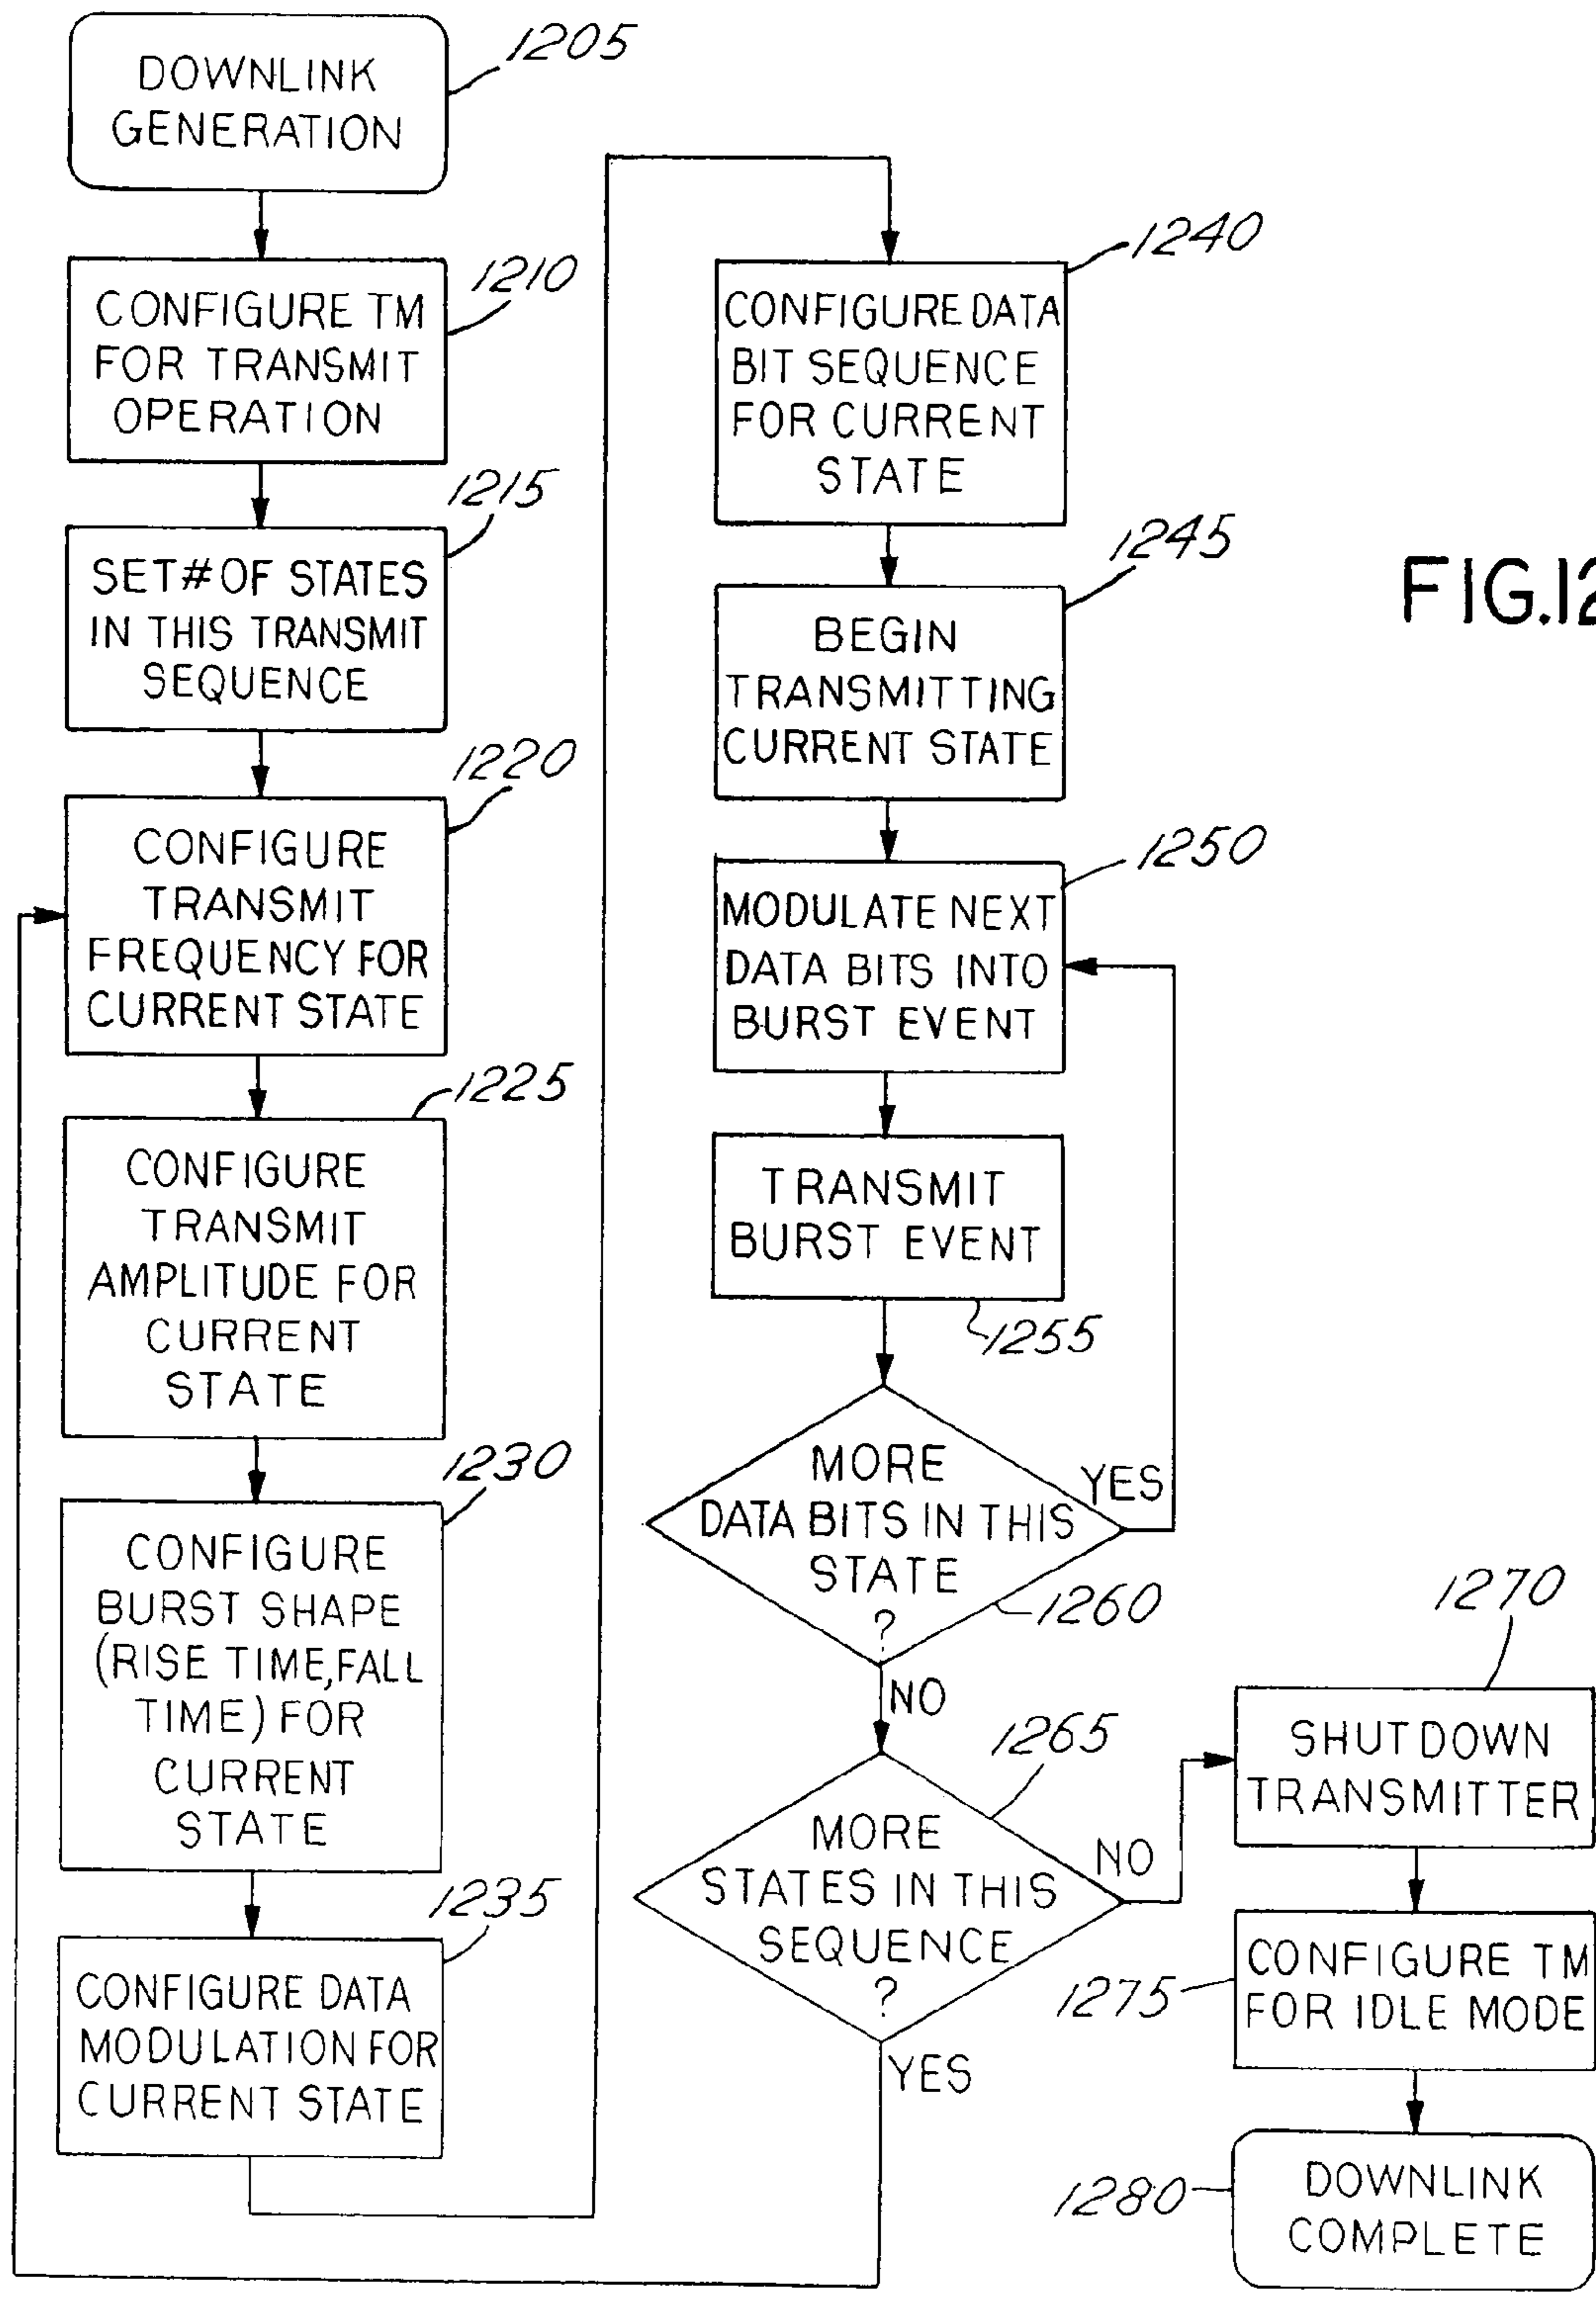 DOWNLINK
GENERATION
1205
CONFIGURE TM
FOR TRANSMIT
OPERATION
1210
SET # OF STATES
IN THIS TRANSMIT
SEQUENCE
1215
CONFIGURE
TRANSMIT
FREQUENCY FOR
CURRENT STATE
1220
CONFIGURE
TRANSMIT
AMPLITUDE FOR
CURRENT
STATE
1225
CONFIGURE
BURST SHAPE
(RISE TIME, FALL
TIME) FOR
CURRENT
STATE
1230
CONFIGURE DATA
MODULATION FOR
CURRENT STATE
1235
CONFIGURE DATA
BIT SEQUENCE
FOR CURRENT
STATE
1240
BEGIN
TRANSMITTING
CURRENT STATE
1245
MODULATE NEXT
DATA BITS INTO
BURST EVENT
1250
TRANSMIT
BURST EVENT
1255
MORE
DATA BITS IN THIS
STATE
?
YES
1260
NO
MORE
STATES IN THIS
SEQUENCE
?
1265
NO
YES
SHUTDOWN
TRANSMITTER
1270
CONFIGURE TM
FOR IDLE MODE
1275
DOWNLINK
COMPLETE
1280
FIG.12